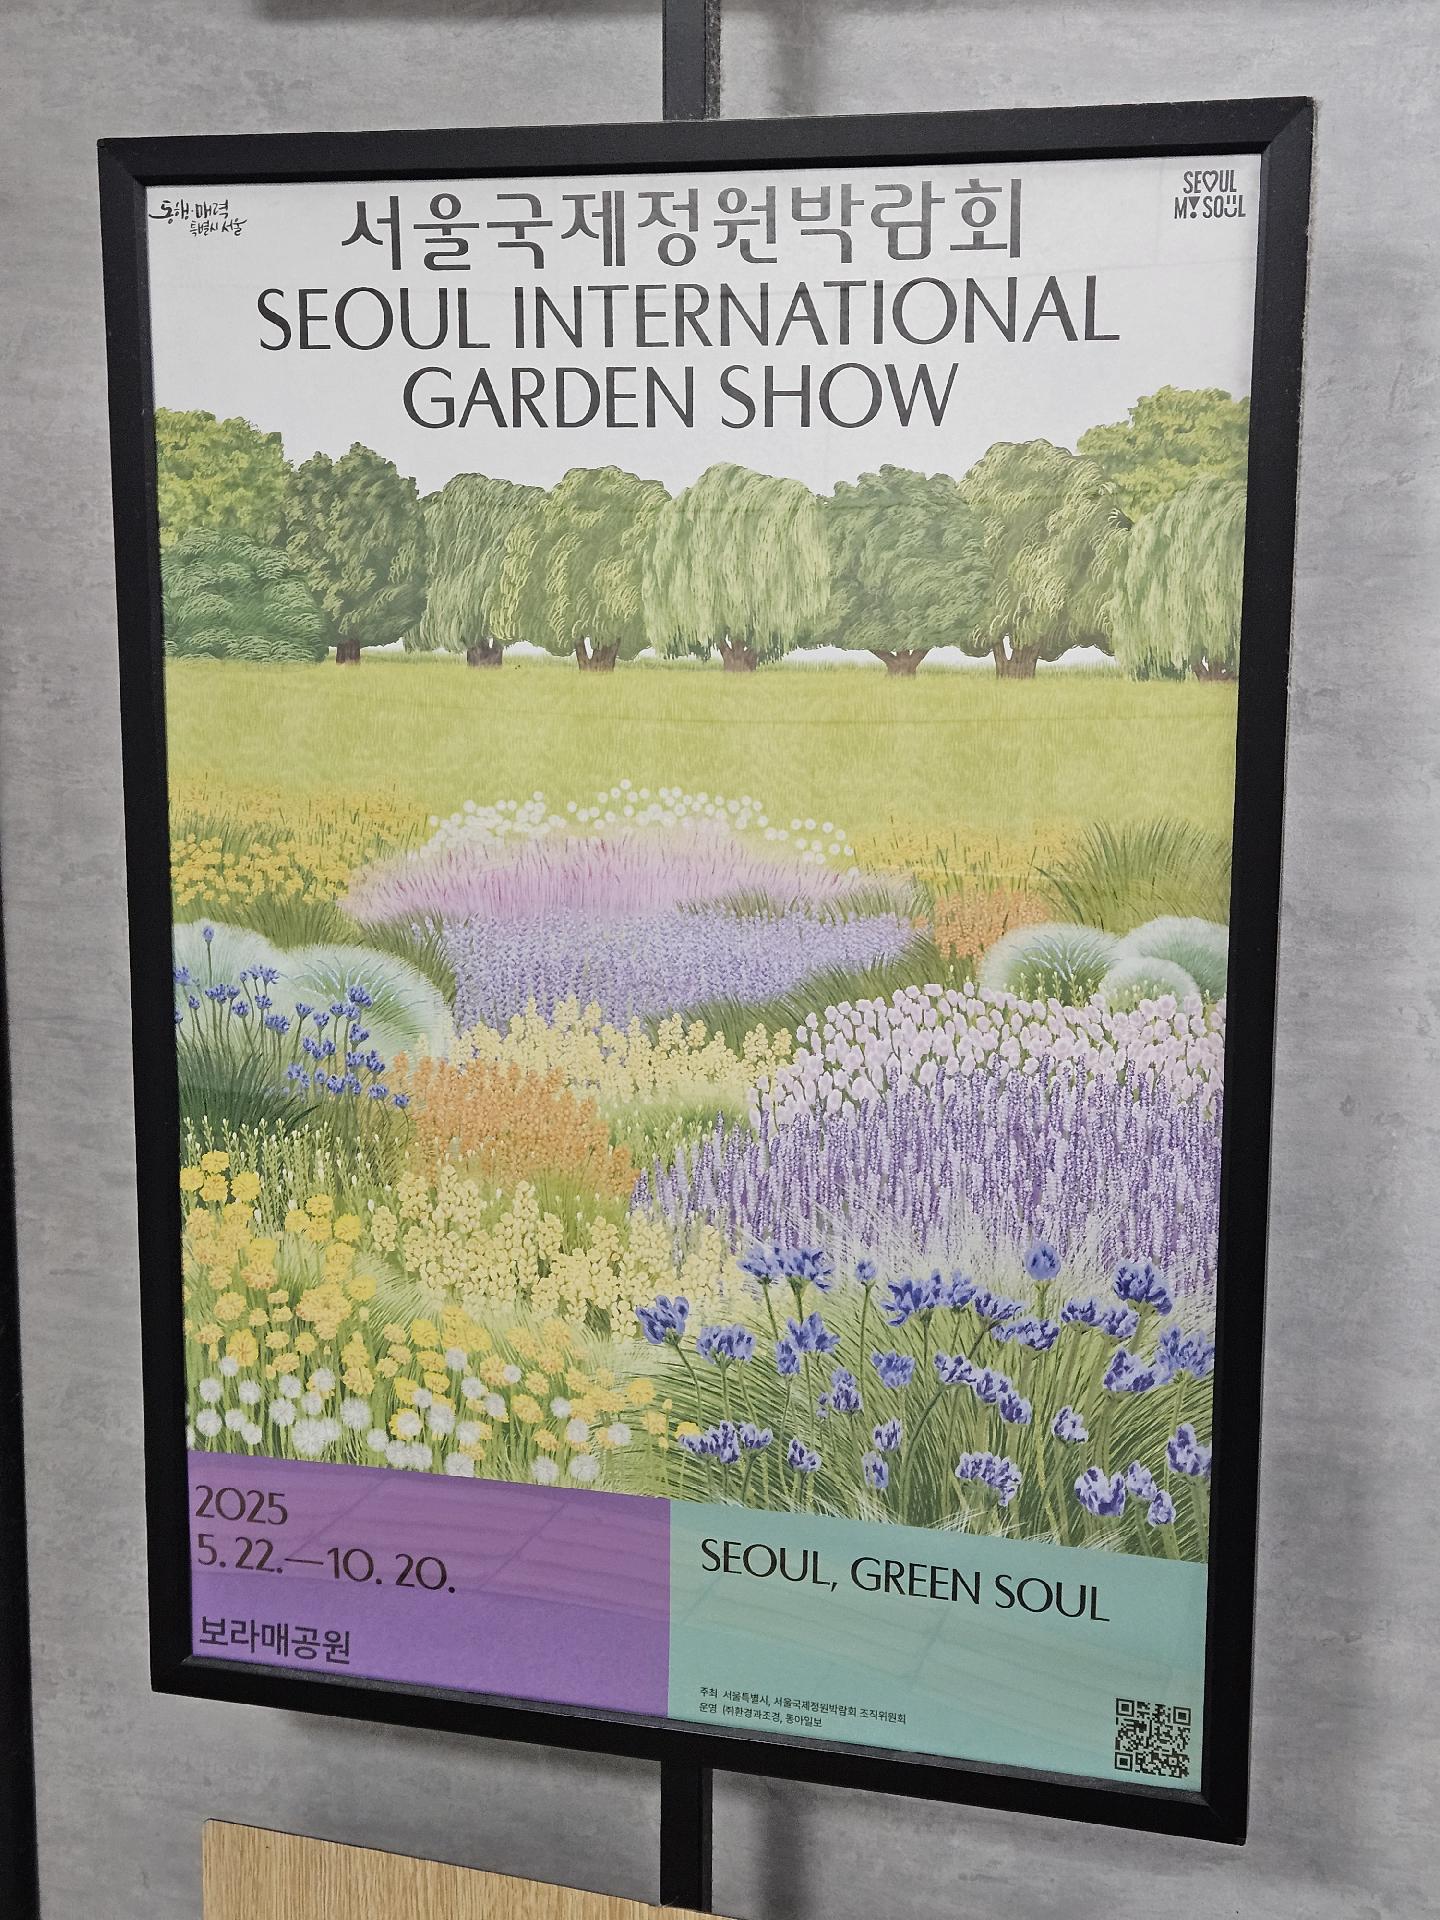 동행·매력
특별시 서울
SEOUL
MY SOUL
서울국제정원박람회
SEOUL INTERNATIONAL
GARDEN SHOW
2025
5. 22.—10. 20.
보라매공원
SEOUL, GREEN SOUL
주최 서울특별시, 서울국제정원박람회 조직위원회
운영 (주)환경과조경, 동아일보